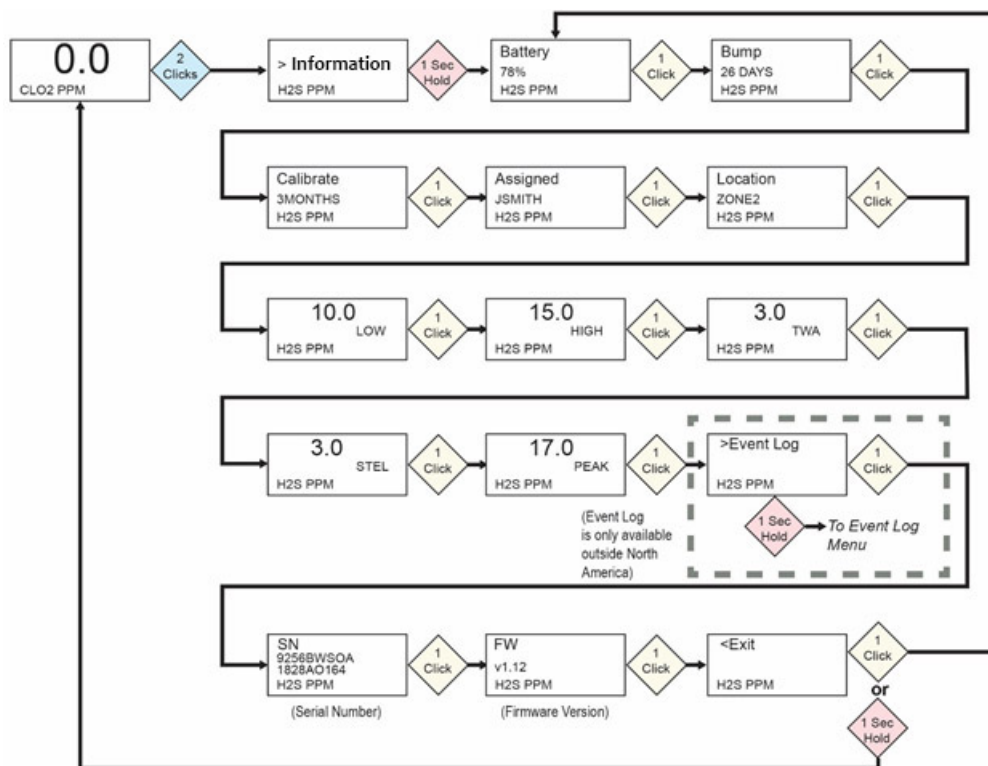 0.0
CLO2 PPM
2
Clicks
> Information
H2S PPM
1 Sec
Hold
Battery
78%
H2S PPM
1
Click
Bump
26 DAYS
H2S PPM
1
Click
Calibrate
3MONTHS
H2S PPM
1
Click
Assigned
JSMITH
H2S PPM
1
Click
Location
ZONE2
H2S PPM
1
Click
10.0
LOW
H2S PPM
1
Click
15.0
HIGH
H2S PPM
1
Click
3.0
TWA
H2S PPM
1
Click
3.0
STEL
H2S PPM
1
Click
17.0
PEAK
H2S PPM
1
Click
(Event Log
is only available
outside North
America)
>Event Log
H2S PPM
1
Click
1 Sec
Hold
To Event Log
Menu
SN
9256BWSOA
1828AO164
H2S PPM
(Serial Number)
1
Click
FW
v1.12
H2S PPM
(Firmware Version)
1
Click
<Exit
H2S PPM
1
Click
or
1 Sec
Hold